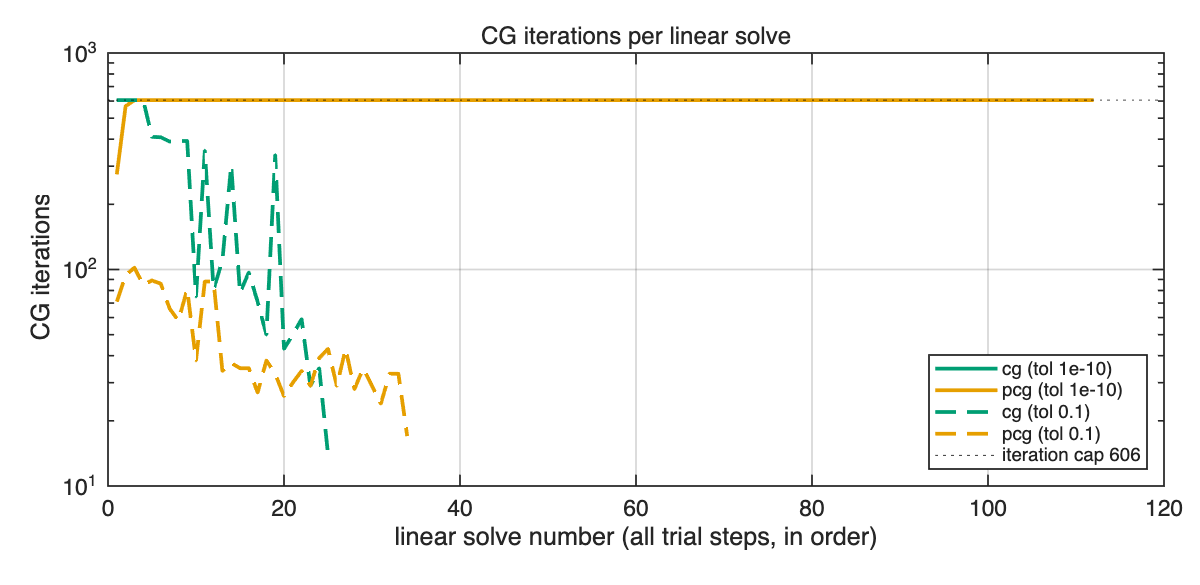 CG iterations per linear solve
10³
10²
10¹
CG iterations
0 20 40 60 80 100 120
linear solve number (all trial steps, in order)
cg (tol 1e-10)
pcg (tol 1e-10)
cg (tol 0.1)
pcg (tol 0.1)
iteration cap 606